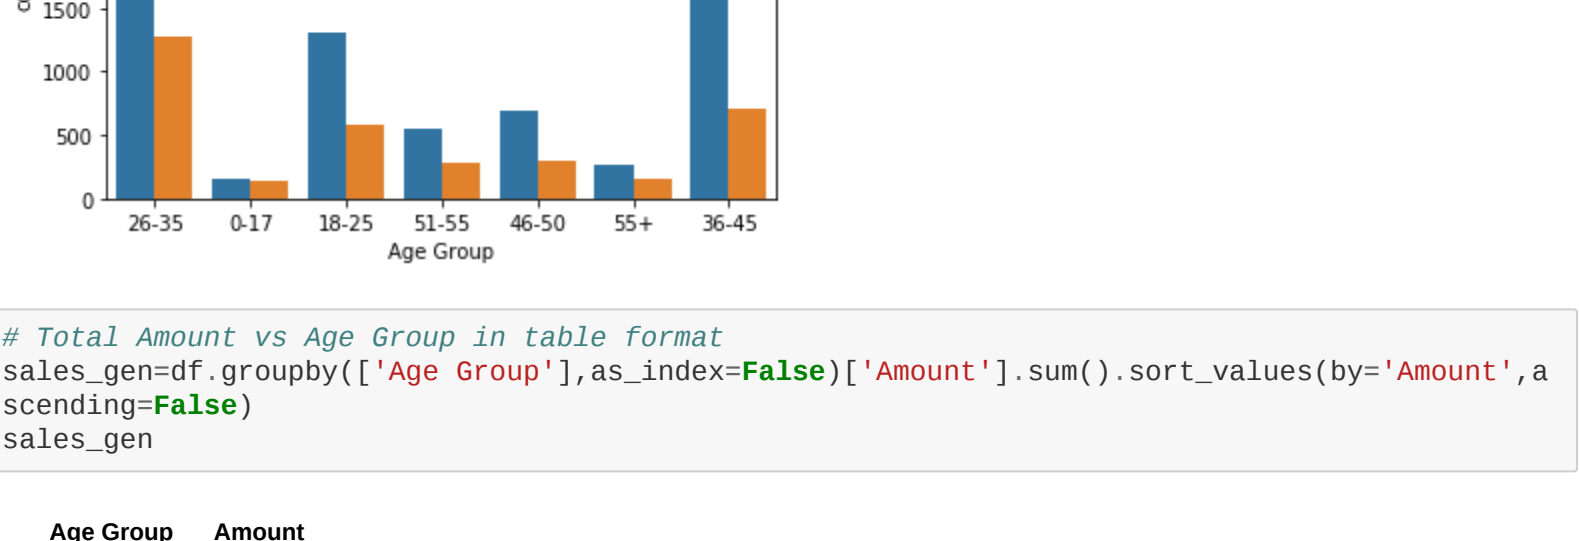 1500
1000
500
0
26-35 0-17 18-25 51-55 46-50 55+ 36-45
Age Group
# Total Amount vs Age Group in table format
sales_gen=df.groupby(['Age Group'],as_index=False)['Amount'].sum().sort_values(by='Amount',a
scending=False)
sales_gen
Age Group Amount